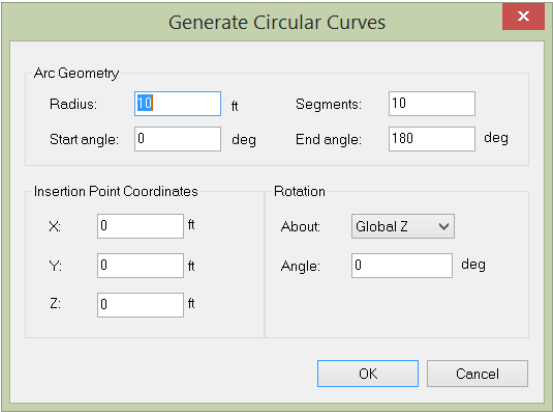 Generate Circular Curves
x
Arc Geometry
Radius: 10 ft Segments: 10
Start angle: 0 deg End angle: 180 deg
Insertion Point Coordinates Rotation
X: 0 ft About: Global Z
Y: 0 ft Angle: 0 deg
Z: 0 ft
OK Cancel